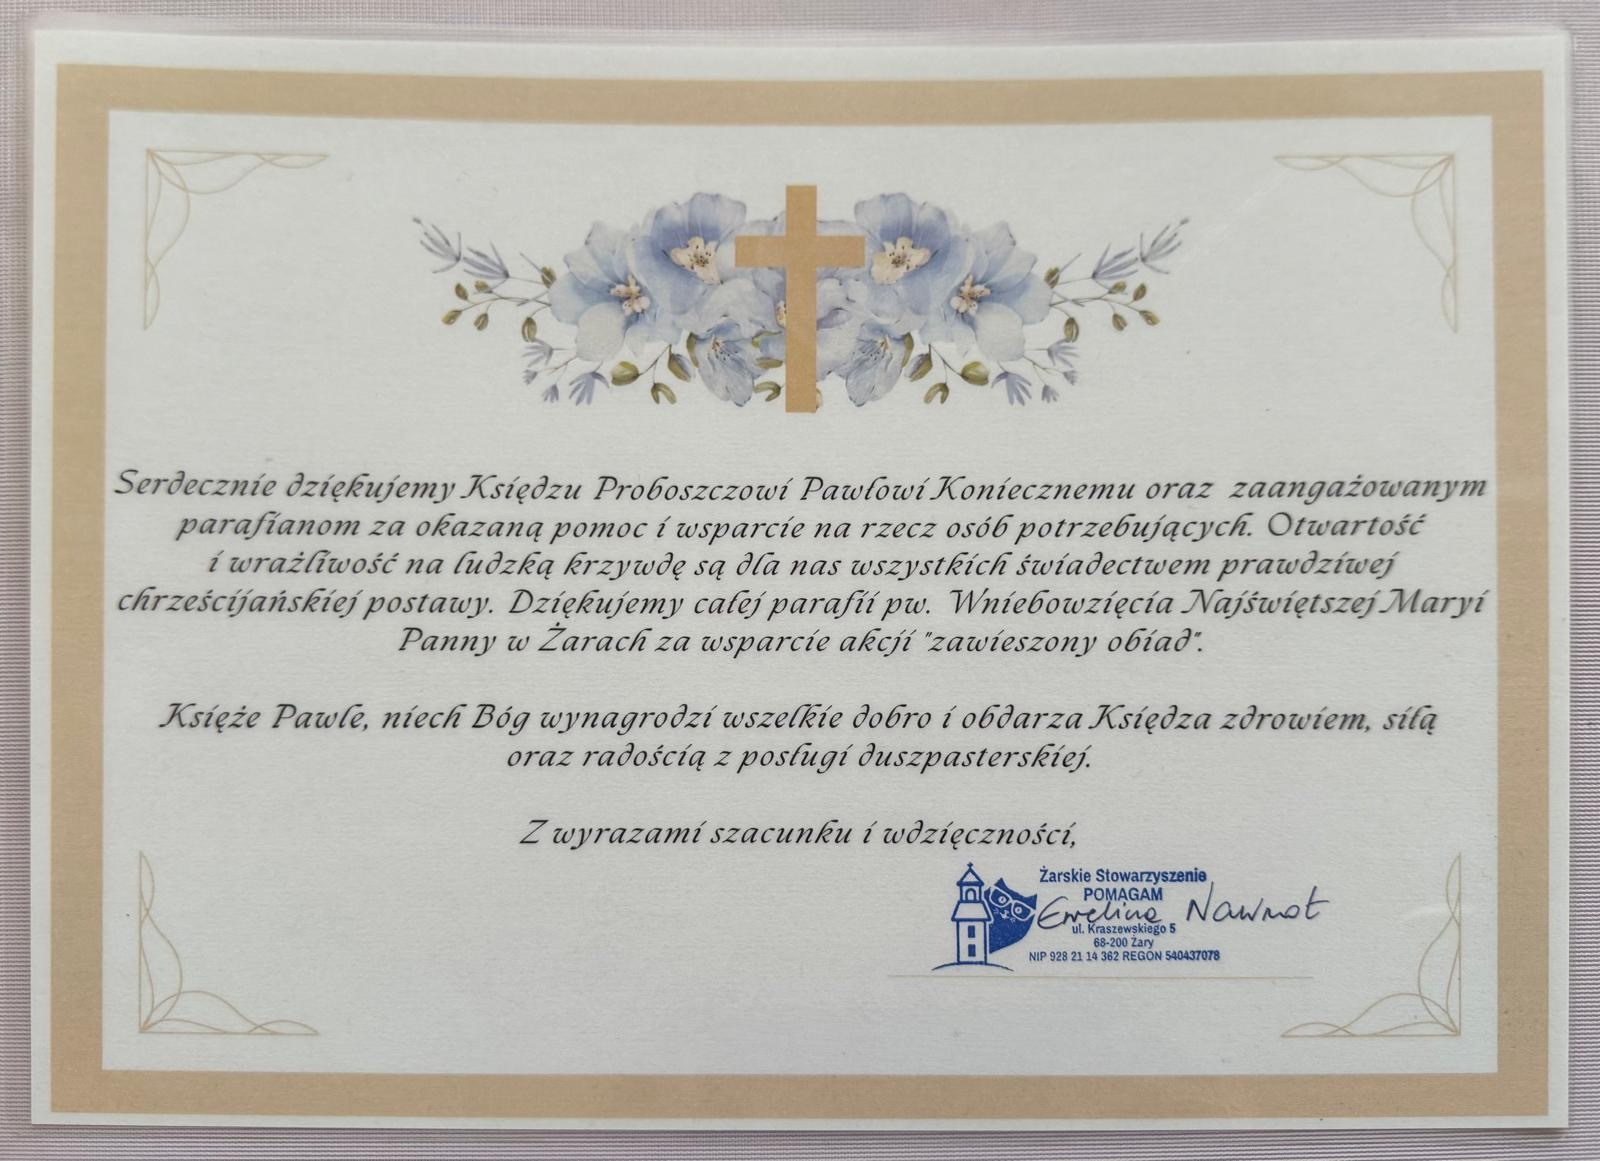 Serdecznie dziękujemy Księdzu Proboszczowi Pawłowi Koniecznemu oraz zaangażowanym
parafianom za okazaną pomoc i wsparcie na rzecz osób potrzebujących. Otwartość
i wrażliwość na ludzką krzywdę są dla nas wszystkich świadectwem prawdziwej
chrześcijańskiej postawy. Dziękujemy całej parafii pw. Wniebowzięcia Najświętszej Maryi
Panny w Żarach za wsparcie akcji "zawieszony obiad".
Księże Pawle, niech Bóg wynagrodzi wszelkie dobro i obdarza Księdza zdrowiem, siłą
oraz radością z posługi duszpasterskiej.
Z wyrazami szacunku i wdzięczności,
Żarskie Stowarzyszenie
POMAGAM
Ewelina Nawrot
ul. Kraszewskiego 5
68-200 Żary
NIP 928 21 14 362 REGON 540437078